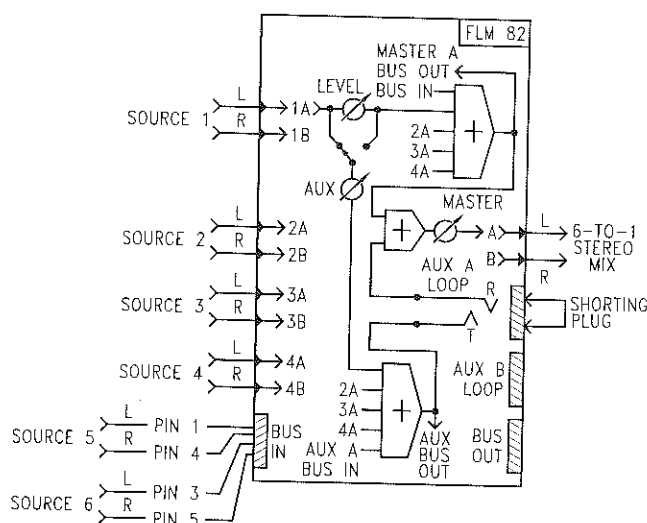 FLM 82
MASTER A
BUS OUT
BUS IN
LEVEL
L
1A
SOURCE 1
R
1B
2A
3A
4A
AUX
MASTER
L
2A
SOURCE 2
R
2B
A
L
6-TO-1
STEREO
MIX
B
R
AUX A
LOOP
R
L
3A
SOURCE 3
R
3B
SHORTING
PLUG
T
L
4A
SOURCE 4
R
4B
AUX B
LOOP
2A
3A
4A
AUX A
BUS IN
AUX
BUS
OUT
BUS
OUT
L
PIN 1
SOURCE 5
R
PIN 4
BUS
IN
L
PIN 3
SOURCE 6
R
PIN 5